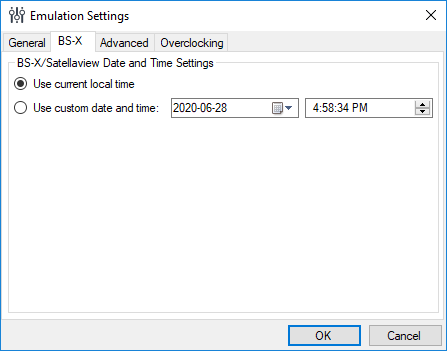 Emulation Settings
General BS-X Advanced Overclocking
BS-X/Satellaview Date and Time Settings
Use current local time
Use custom date and time: 2020-06-28 4:58:34 PM
OK Cancel